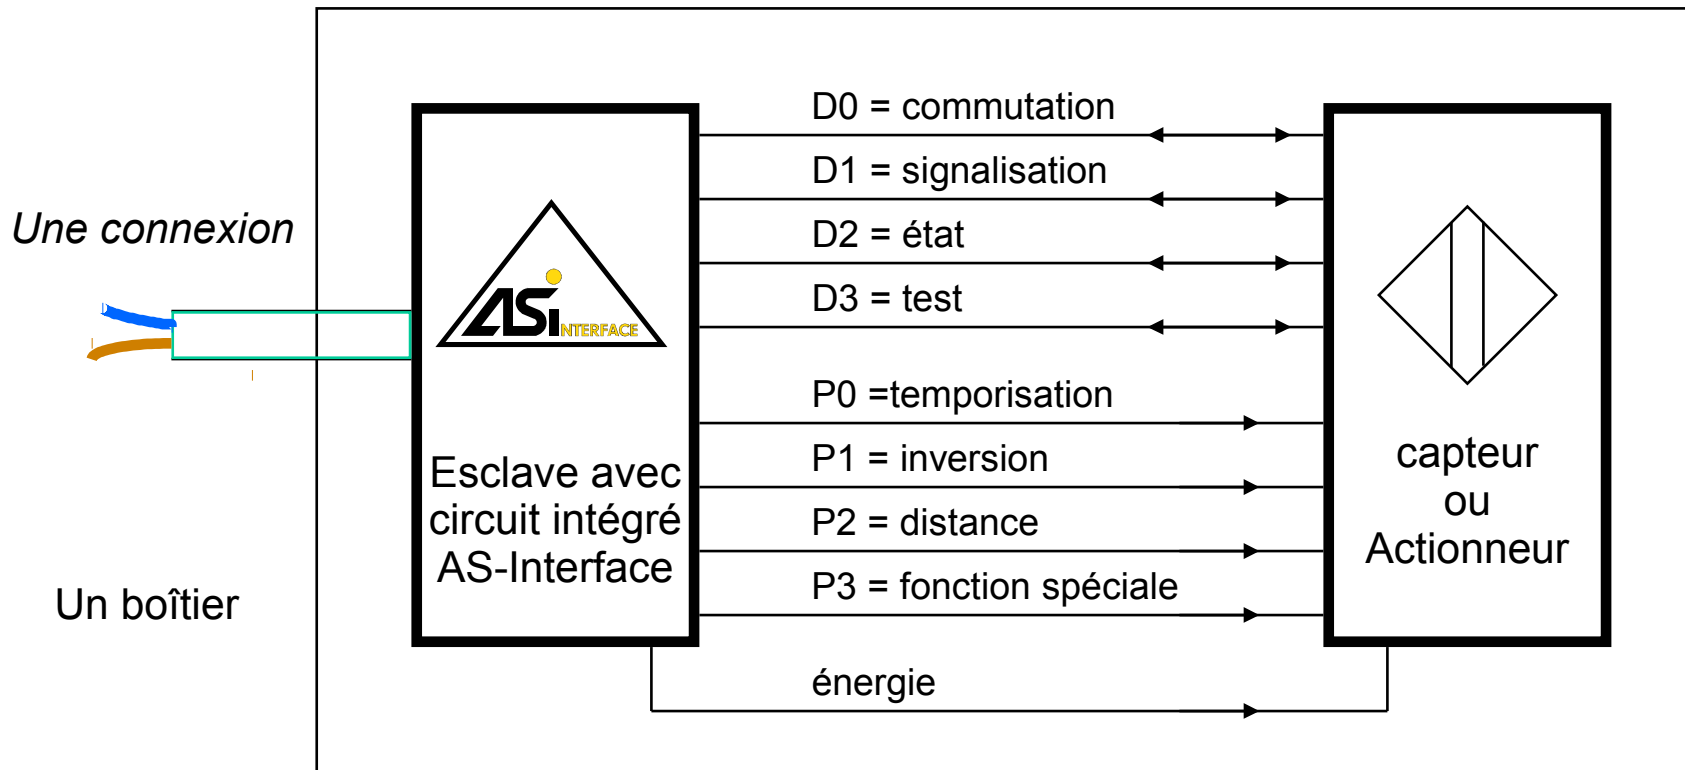 D0 = commutation
D1 = signalisation
Une connexion
D2 = état
D3 = test
ASi
NTERFACE
P0 =temporisation
P1 = inversion
P2 = distance
P3 = fonction spéciale
Esclave avec
circuit intégré
AS-Interface
capteur
ou
Actionneur
Un boîtier
énergie